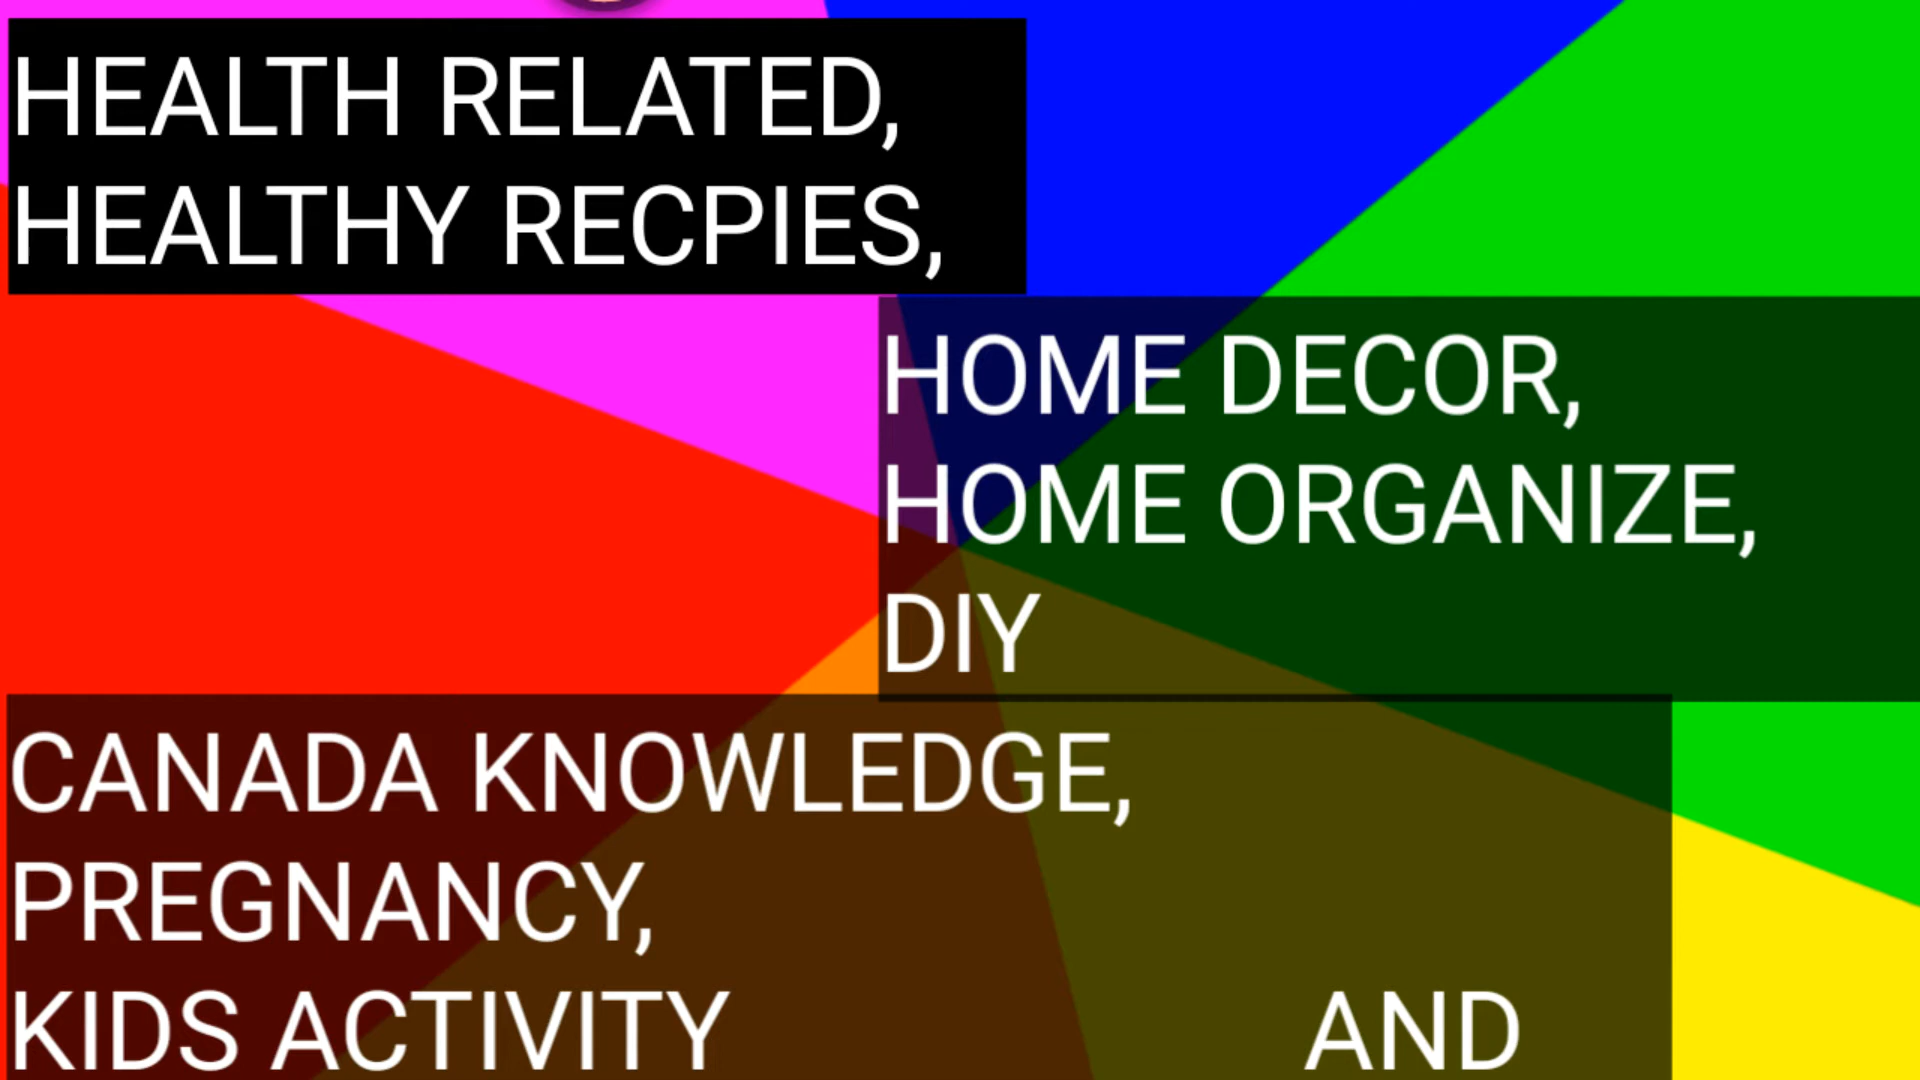 HEALTH RELATED,
HEALTHY RECPIES,
HOME DECOR,
HOME ORGANIZE,
DIY
CANADA KNOWLEDGE,
PREGNANCY,
KIDS ACTIVITY AND